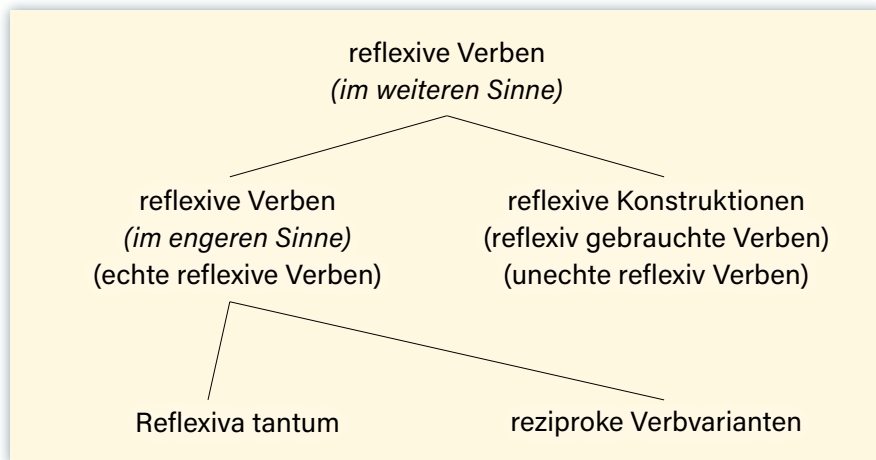 reflexive Verben
(im weiteren Sinne)
reflexive Verben
(im engeren Sinne)
(echte reflexive Verben)
reflexive Konstruktionen
(reflexiv gebrauchte Verben)
(unechte reflexiv Verben)
Reflexiva tantum
reziproke Verbvarianten